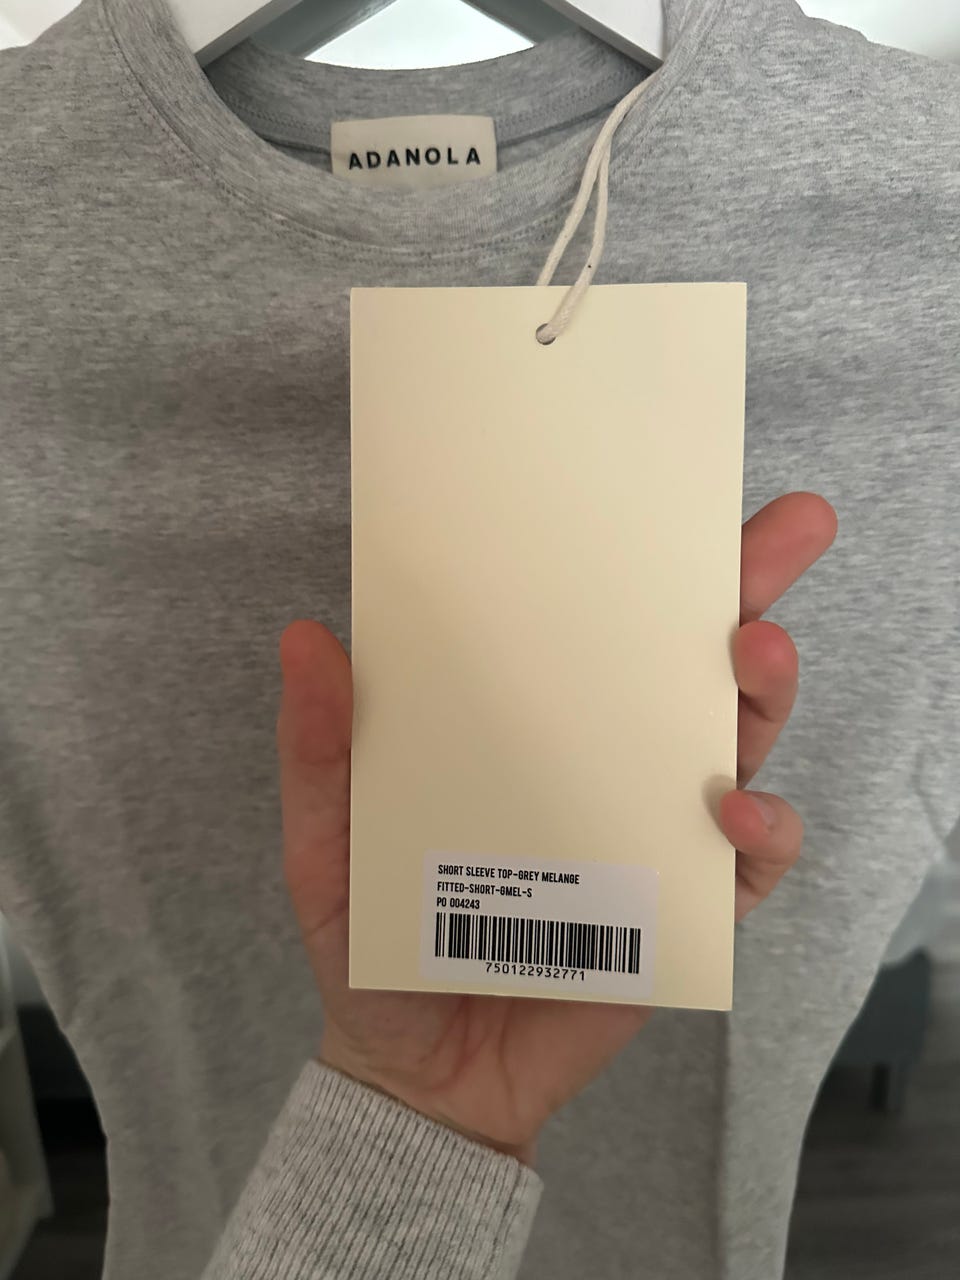 ADANOLA
SHORT SLEEVE TOP-GREY MELANGE
FITTED-SHORT-GMEL-S
PO 004243
750122932771